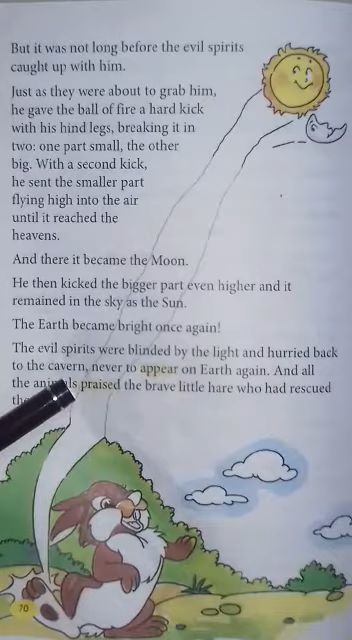 But it was not long before the evil spirits
caught up with him.
Just as they were about to grab him,
he gave the ball of fire a hard kick
with his hind legs, breaking it in
two: one part small, the other
big. With a second kick,
he sent the smaller part
flying high into the air
until it reached the
heavens.
And there it became the Moon.
He then kicked the bigger part even higher and it
remained in the sky as the Sun.
The Earth became bright once again!
The evil spirits were blinded by the light and hurried back
to the cavern, never to appear on Earth again. And all
the animals praised the brave little hare who had rescued
70